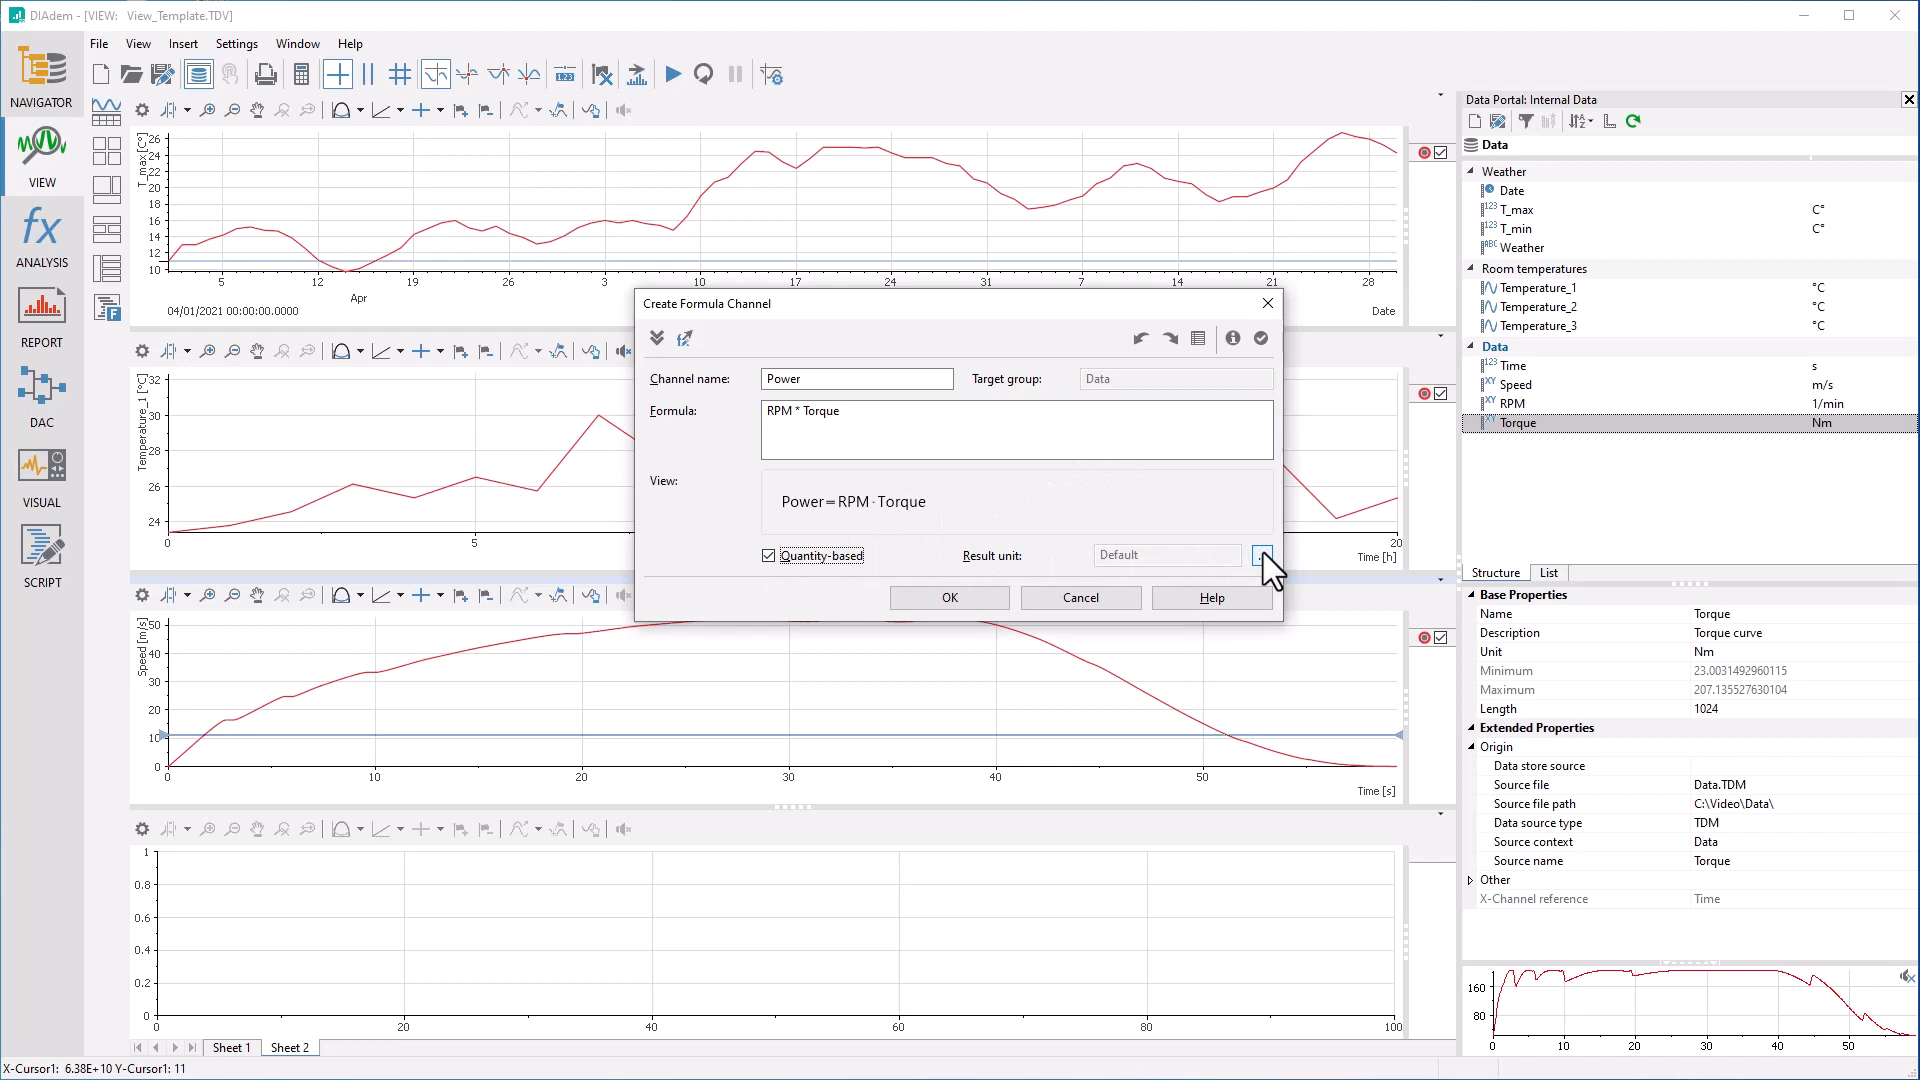 DIAdem - [VIEW:   View_Template.TDV]
File View Insert Settings Window Help
NAVIGATOR
VIEW
fx
ANALYSIS
REPORT
DAC
VISUAL
SCRIPT
1.23
T_max [C°]
26
24
22
20
18
16
14
12
10
5 12 19 26 3 10 17 24 31 7 14 21 28
Apr
04/01/2021 00:00:00.0000
Date
Temperature_1 [°C]
32
30
28
26
24
0 5 20
Time [h]
Speed [m/s]
50
40
30
20
10
0
0 10 20 30 40 50
Time [s]
1
0.8
0.6
0.4
0.2
0
0 20 40 60 80 100
Sheet 1 Sheet 2
X-Cursor1: 6.38E+10 Y-Cursor1: 11
Create Formula Channel
Channel name: Power Target group: Data
Formula: RPM * Torque
View:
Power=RPM · Torque
Quantity-based Result unit: Default
OK Cancel Help
Data Portal: Internal Data
Data
Weather
Date
123 T_max C°
123 T_min C°
ABC Weather
Room temperatures
Temperature_1 °C
Temperature_2 °C
Temperature_3 °C
Data
123 Time s
XY Speed m/s
XY RPM 1/min
XY Torque Nm
Structure List
Base Properties
Name Torque
Description Torque curve
Unit Nm
Minimum 23.0031492960115
Maximum 207.135527630104
Length 1024
Extended Properties
Origin
Data store source
Source file Data.TDM
Source file path C:\Video\Data\
Data source type TDM
Source context Data
Source name Torque
Other
X-Channel reference Time
160
80
0 10 20 30 40 50